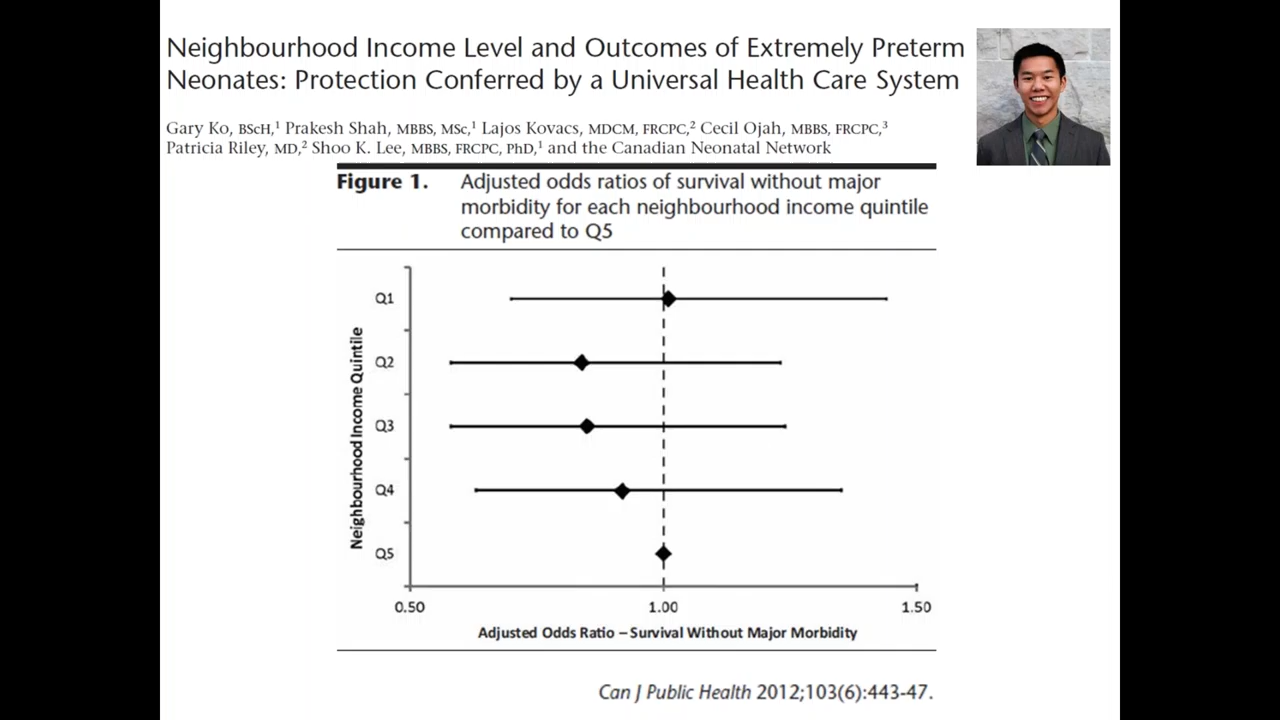 Neighbourhood Income Level and Outcomes of Extremely Preterm
Neonates: Protection Conferred by a Universal Health Care System
Gary Ko, BScH,¹ Prakesh Shah, MBBS, MSc,¹ Lajos Kovacs, MDCM, FRCPC,² Cecil Ojah, MBBS, FRCPC,³
Patricia Riley, MD,² Shoo K. Lee, MBBS, FRCPC, PhD,¹ and the Canadian Neonatal Network
Figure 1. Adjusted odds ratios of survival without major
morbidity for each neighbourhood income quintile
compared to Q5
Neighbourhood Income Quintile
Q1
Q2
Q3
Q4
Q5
0.50 1.00 1.50
Adjusted Odds Ratio – Survival Without Major Morbidity
Can J Public Health 2012;103(6):443-47.